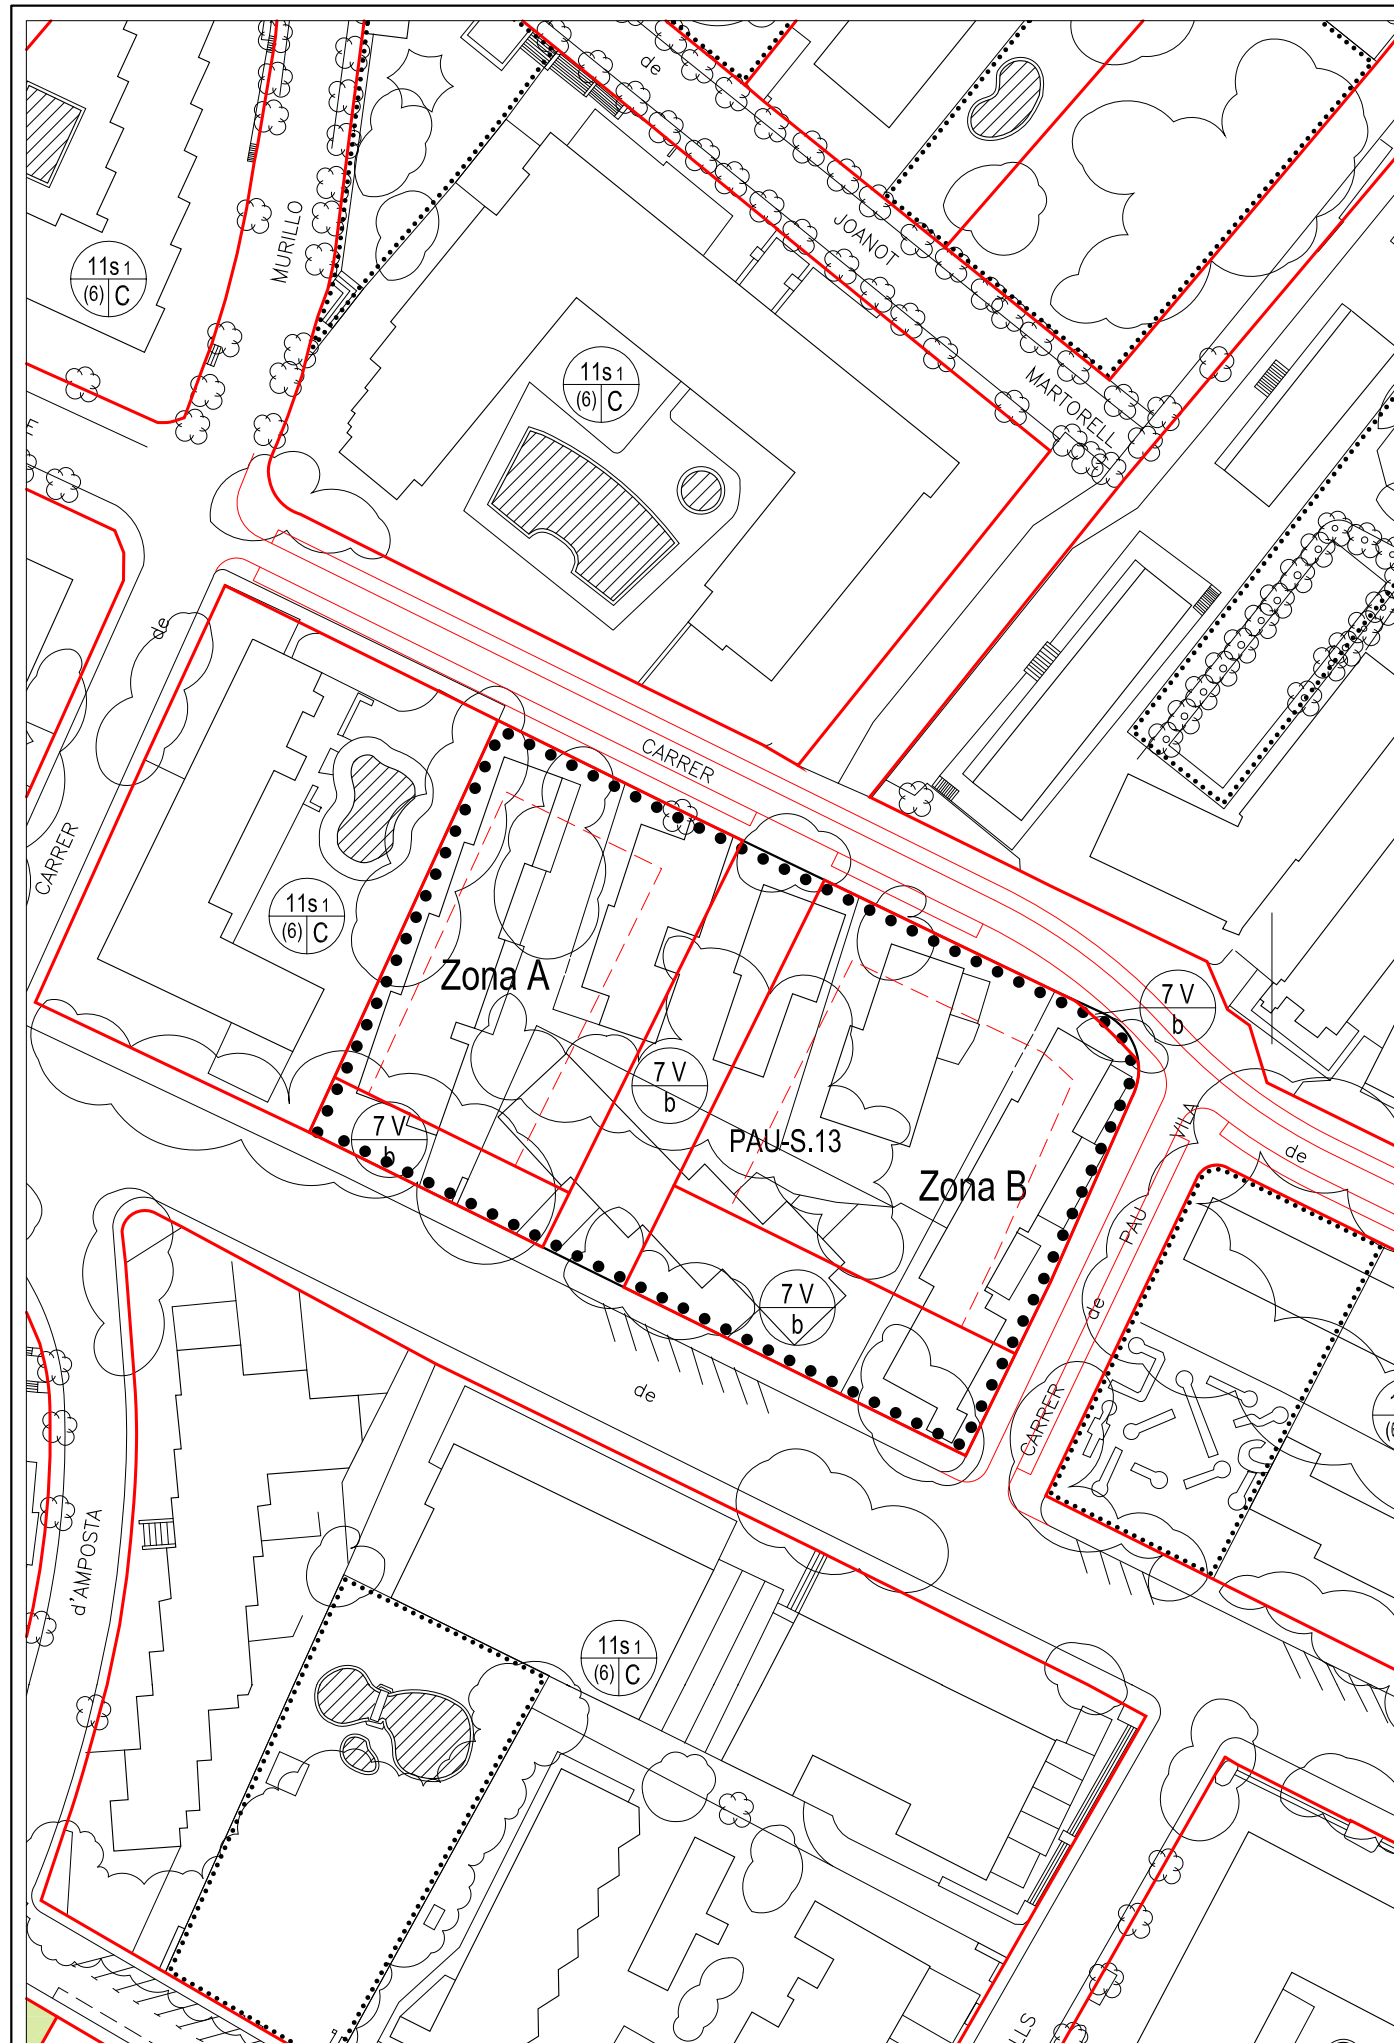 de
JOANOT
MURILLO
11s 1
(6) C
MARTORELL
11s 1
(6) C
de
CARRER
CARRER
11s 1
(6) C
Zona A
7 V
b
7 V
b
7 V
b
PAU-S.13
VILA
de
Zona B
PAU
de
7 V
b
de
CARRER
d'AMPOSTA
11s 1
(6) C
LLS